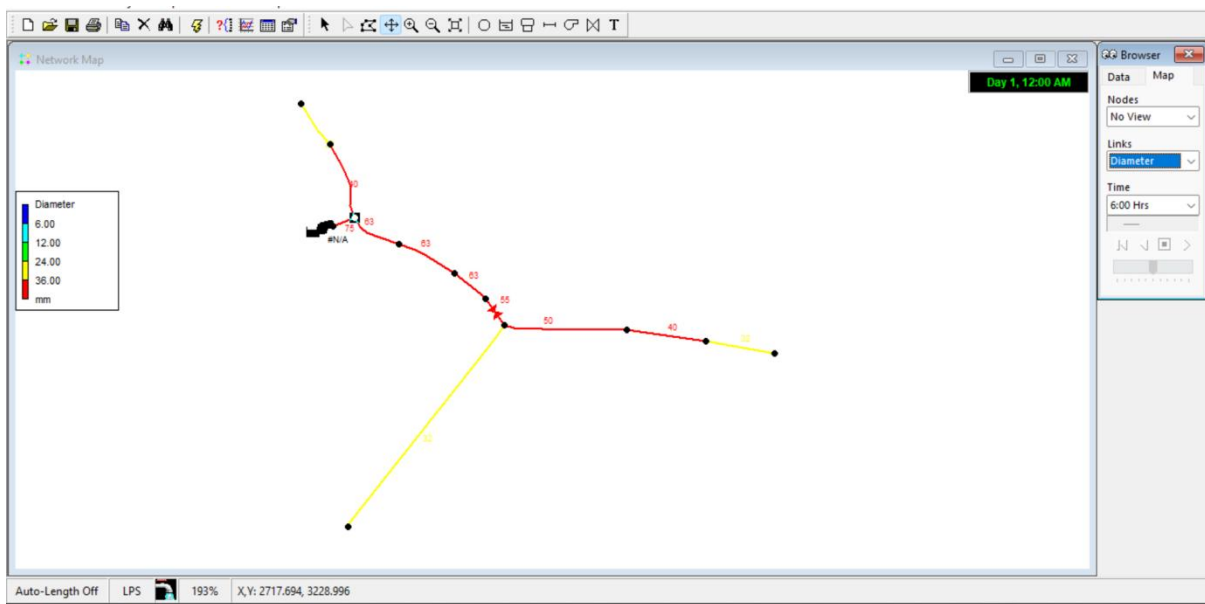 T
Network Map
Day 1, 12:00 AM
Browser
Data Map
Nodes
No View
Links
Diameter
Time
6:00 Hrs
Diameter
6.00
12.00
24.00
36.00
mm
40
63
75
#N/A
63
63
55
50
40
32
32
Auto-Length Off LPS 193% X,Y: 2717.694, 3228.996